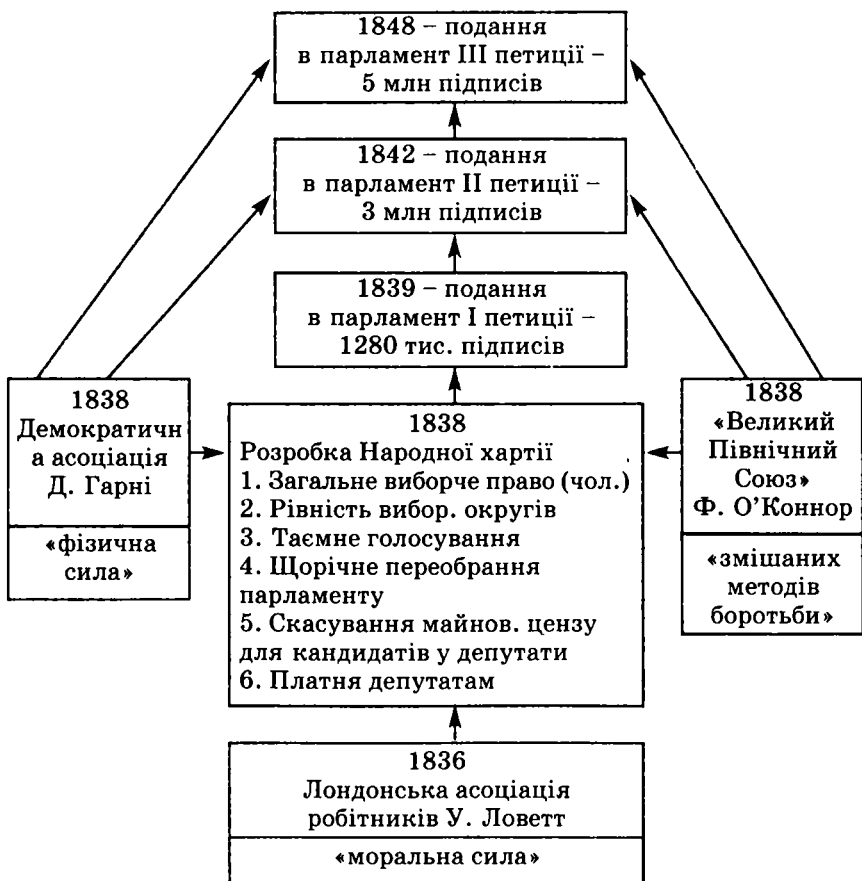 1848 – подання
в парламент III петиції –
5 млн підписів
1842 – подання
в парламент II петиції –
3 млн підписів
1839 – подання
в парламент I петиції –
1280 тис. підписів
1838
Демократичн
а асоціація
Д. Гарні
«фізична
сила»
1838
Розробка Народної хартії
1. Загальне виборче право (чол.)
2. Рівність вибор. округів
3. Таємне голосування
4. Щорічне переобрання
парламенту
5. Скасування майнов. цензу
для кандидатів у депутати
6. Платня депутатам
1838
«Великий
Північний
Союз»
Ф. О’Коннор
«змішаних
методів
боротьби»
1836
Лондонська асоціація
робітників У. Ловетт
«моральна сила»